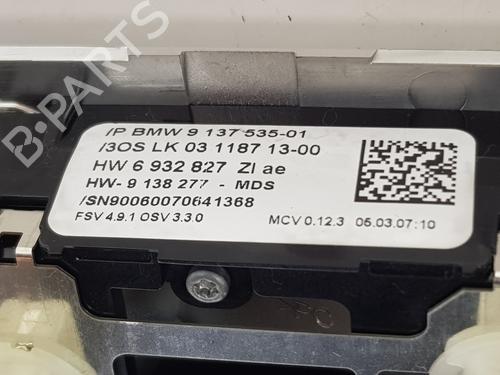 /P BMW 9 137 535-01
/3OS LK 03 1187 13-00
HW 6 932 827 ZI ae
HW- 9 138 277 - MDS
/SN90060070641368
FSV 4.9.1 OSV 3.3.0 MCV 0.12.3 05.03.07;10
>PC
B-PARTS